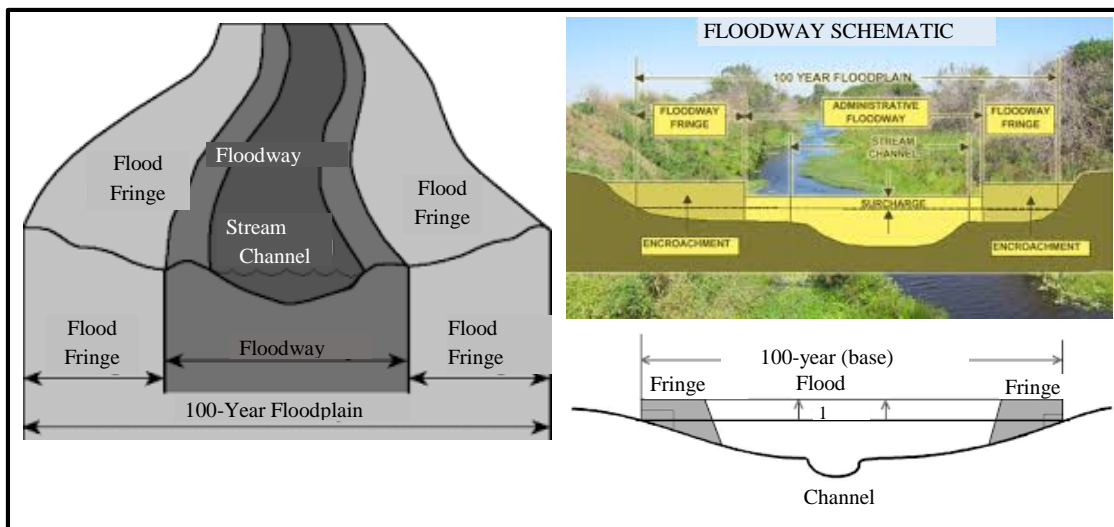 Flood
Fringe
Floodway
Flood
Fringe
Stream
Channel
Flood
Fringe
Floodway
Flood
Fringe
100-Year Floodplain
FLOODWAY SCHEMATIC
100 YEAR FLOODPLAIN
FLOODWAY
FRINGE
ADMINISTRATIVE
FLOODWAY
FLOODWAY
FRINGE
STREAM
CHANNEL
SURCHARGE
ENCROACHMENT
ENCROACHMENT
100-year (base)
Fringe
Flood
Fringe
1
Channel